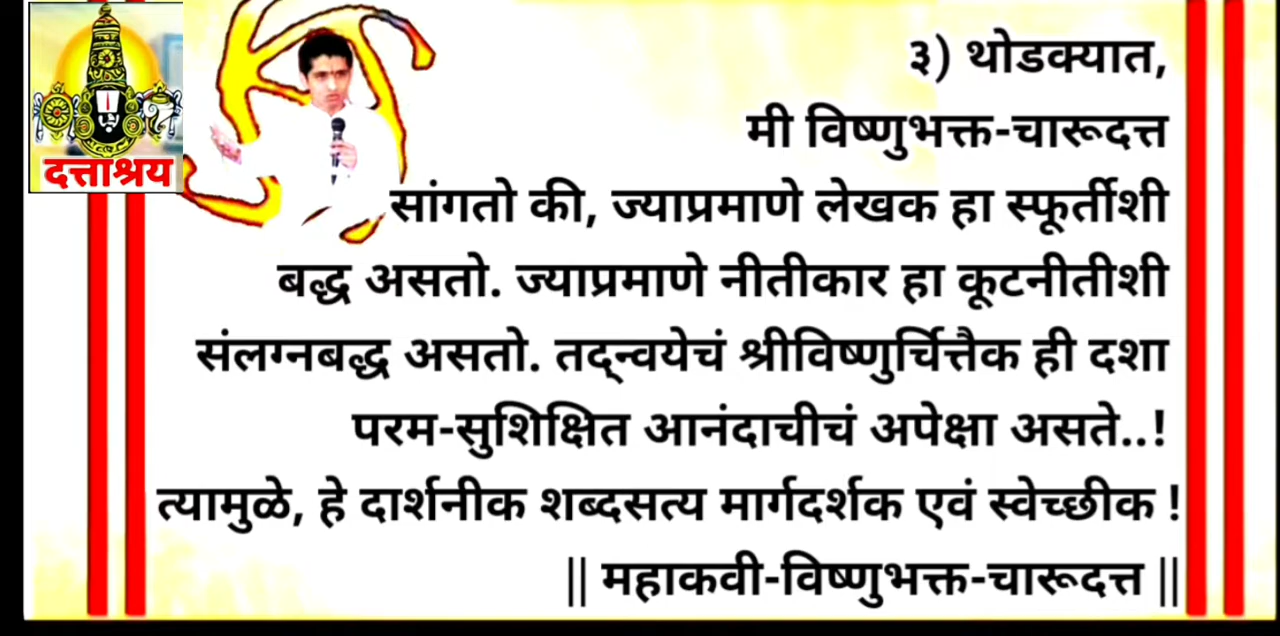 दत्ताश्रय
३) थोडक्यात,
मी विष्णुभक्त-चारूदत्त
सांगतो की, ज्याप्रमाणे लेखक हा स्फूर्तीशी
बद्ध असतो. ज्याप्रमाणे नीतीकार हा कूटनीतीशी
संलग्नबद्ध असतो. तद्न्वयेचं श्रीविष्णुर्चित्तैक ही दशा
परम-सुशिक्षित आनंदाचीचं अपेक्षा असते..!
त्यामुळे, हे दार्शनीक शब्दसत्य मार्गदर्शक एवं स्वेच्छीक !
|| महाकवी-विष्णुभक्त-चारूदत्त ||